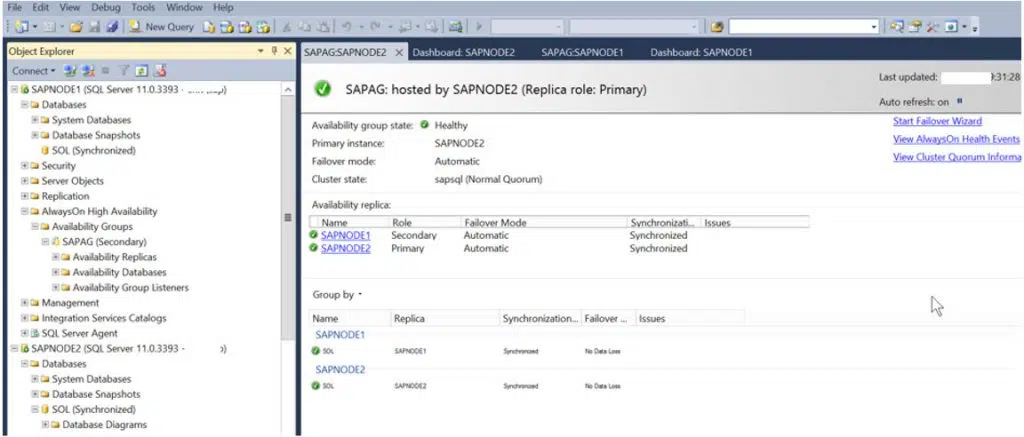 File Edit View Debug Tools Window Help
New Query
Object Explorer
Connect
SAPNODE1 (SQL Server 11.0.3393 -
Databases
System Databases
Database Snapshots
SOL (Synchronized)
Security
Server Objects
Replication
AlwaysOn High Availability
Availability Groups
SAPAG (Secondary)
Availability Replicas
Availability Databases
Availability Group Listeners
Management
Integration Services Catalogs
SQL Server Agent
SAPNODE2 (SQL Server 11.0.3393 -
Databases
System Databases
Database Snapshots
SOL (Synchronized)
Database Diagrams
SAPAG:SAPNODE2 Dashboard: SAPNODE2 SAPAG:SAPNODE1 Dashboard: SAPNODE1
SAPAG: hosted by SAPNODE2 (Replica role: Primary)
Last updated: 31:28
Auto refresh: on
Start Failover Wizard
View AlwaysOn Health Events
View Cluster Quorum Informa
Availability group state: Healthy
Primary instance: SAPNODE2
Failover mode: Automatic
Cluster state: sapsql (Normal Quorum)
Availability replica:
Name Role Failover Mode Synchronizati... Issues
SAPNODE1 Secondary Automatic Synchronized
SAPNODE2 Primary Automatic Synchronized
Group by
Name Replica Synchronization... Failover ... Issues
SAPNODE1
SOL SAPNODE1 Synchronized No Data Loss
SAPNODE2
SOL SAPNODE2 Synchronized No Data Loss